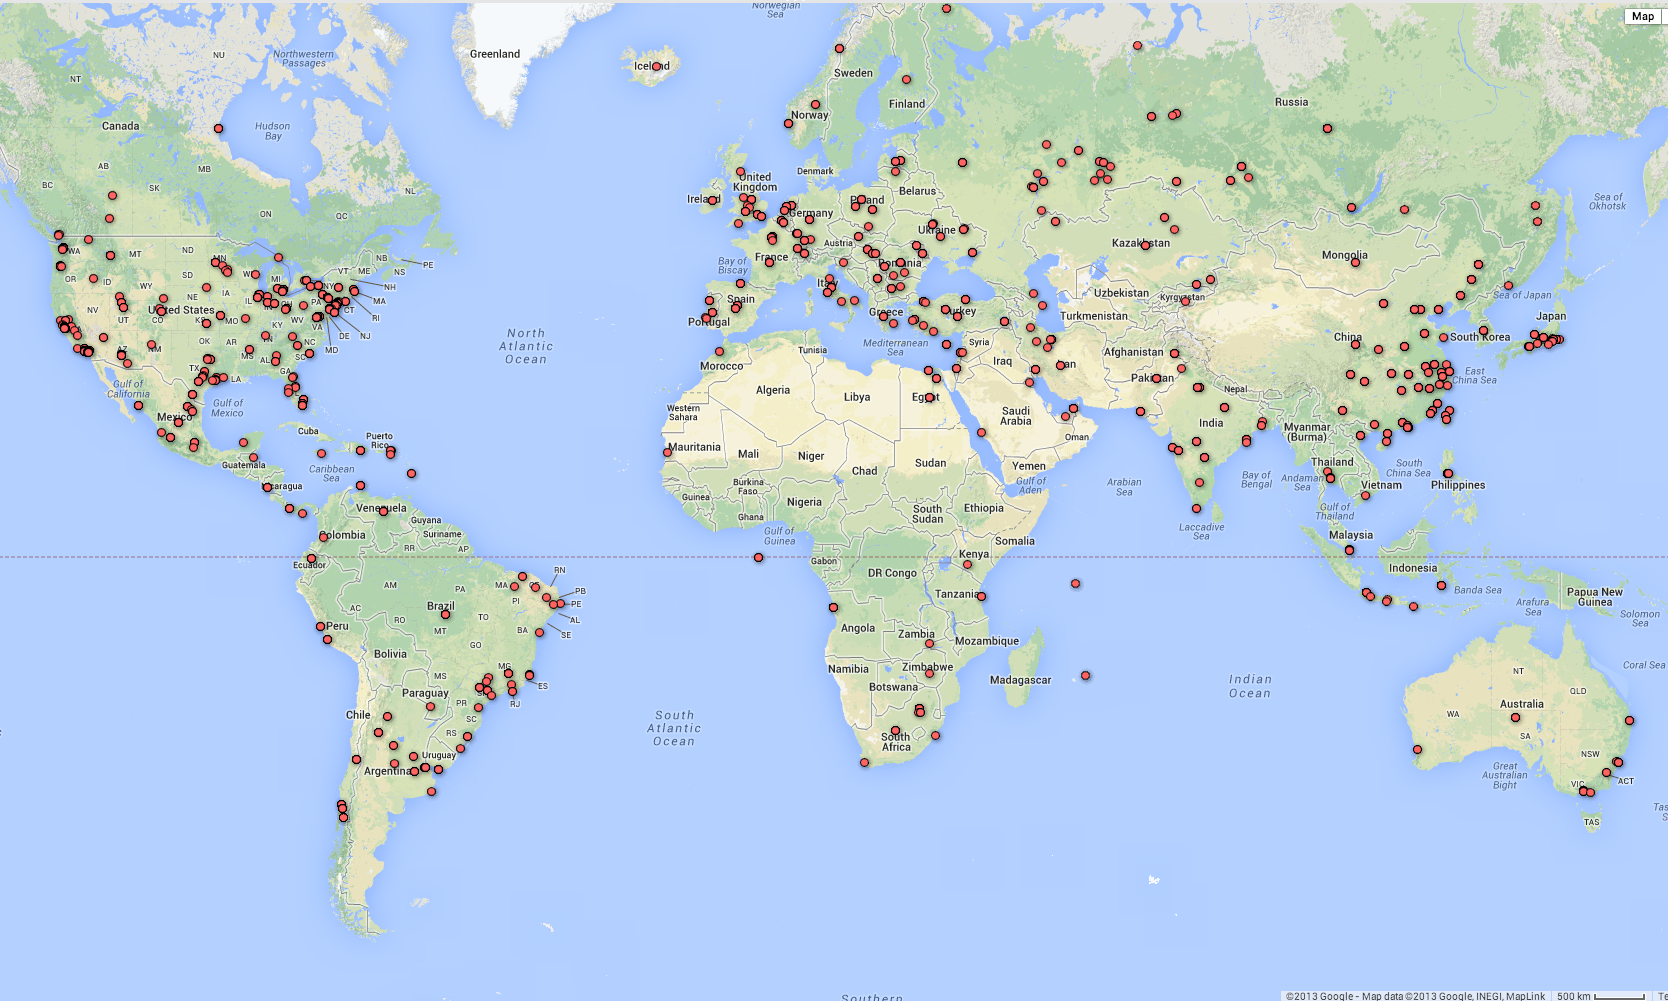 Map
Norwegian
Sea
Greenland
Iceland
Sweden
Finland
Norway
Russia
NU
Northwestern
Passages
NT
Canada
Hudson
Bay
AB
MB
BC
SK
NL
ON
QC
United
Kingdom
Denmark
Ireland
Belarus
Poland
Germany
Sea of
Okhotsk
Ukraine
Austria
France
Kazakhstan
Mongolia
Bay of
Biscay
Romania
Italy
NB
PE
NS
WA
ND
MN
VT
ME
NH
OR
SD
WI
MI
NY
MA
ID
WY
IA
PA
CT
RI
NV
United States
IL
IN
OH
NJ
UT
CO
KS
MO
WV
DE
KY
VA
MD
AZ
NM
OK
AR
NC
MS
AL
SC
GA
TX
LA
Spain
Portugal
Greece
Turkey
Uzbekistan
Kyrgyzstan
Turkmenistan
Sea of Japan
Japan
South Korea
China
North
Atlantic
Ocean
Mediterranean
Sea
Syria
Tunisia
Morocco
Iraq
Iran
Afghanistan
Pakistan
East
China Sea
Gulf of
California
Gulf of
Mexico
Mexico
Algeria
Libya
Egypt
Nepal
Western
Sahara
Saudi
Arabia
India
Myanmar
(Burma)
Oman
Cuba
Puerto
Rico
Mauritania
Mali
Niger
Chad
Sudan
Yemen
Thailand
Guatemala
Caribbean
Sea
Nicaragua
Burkina
Faso
Gulf of
Aden
Arabian
Sea
Bay of
Bengal
Andaman
Sea
South
China Sea
Vietnam
Philippines
Guinea
Nigeria
Ghana
South
Sudan
Ethiopia
Gulf of
Thailand
Venezuela
Guyana
Suriname
Colombia
Gulf of
Guinea
Laccadive
Sea
Somalia
Malaysia
RR
AP
Ecuador
Gabon
Kenya
DR Congo
Indonesia
RN
AM
PA
MA
CE
PB
PI
PE
Tanzania
Banda Sea
Papua New
Guinea
Arafura
Sea
Solomon
Sea
Brazil
AC
RO
TO
AL
Peru
MT
BA
SE
Angola
Zambia
Mozambique
GO
Bolivia
MG
Namibia
Zimbabwe
Madagascar
Coral Sea
NT
QLD
MS
ES
Botswana
Indian
Ocean
Paraguay
SP
PR
RJ
Chile
SC
South
Atlantic
Ocean
Australia
WA
SA
RS
South
Africa
Uruguay
NSW
Argentina
Great
Australian
Bight
VIC
ACT
TAS
Southern
©2013 Google - Map data ©2013 Google, INEGI, MapLink
500 km